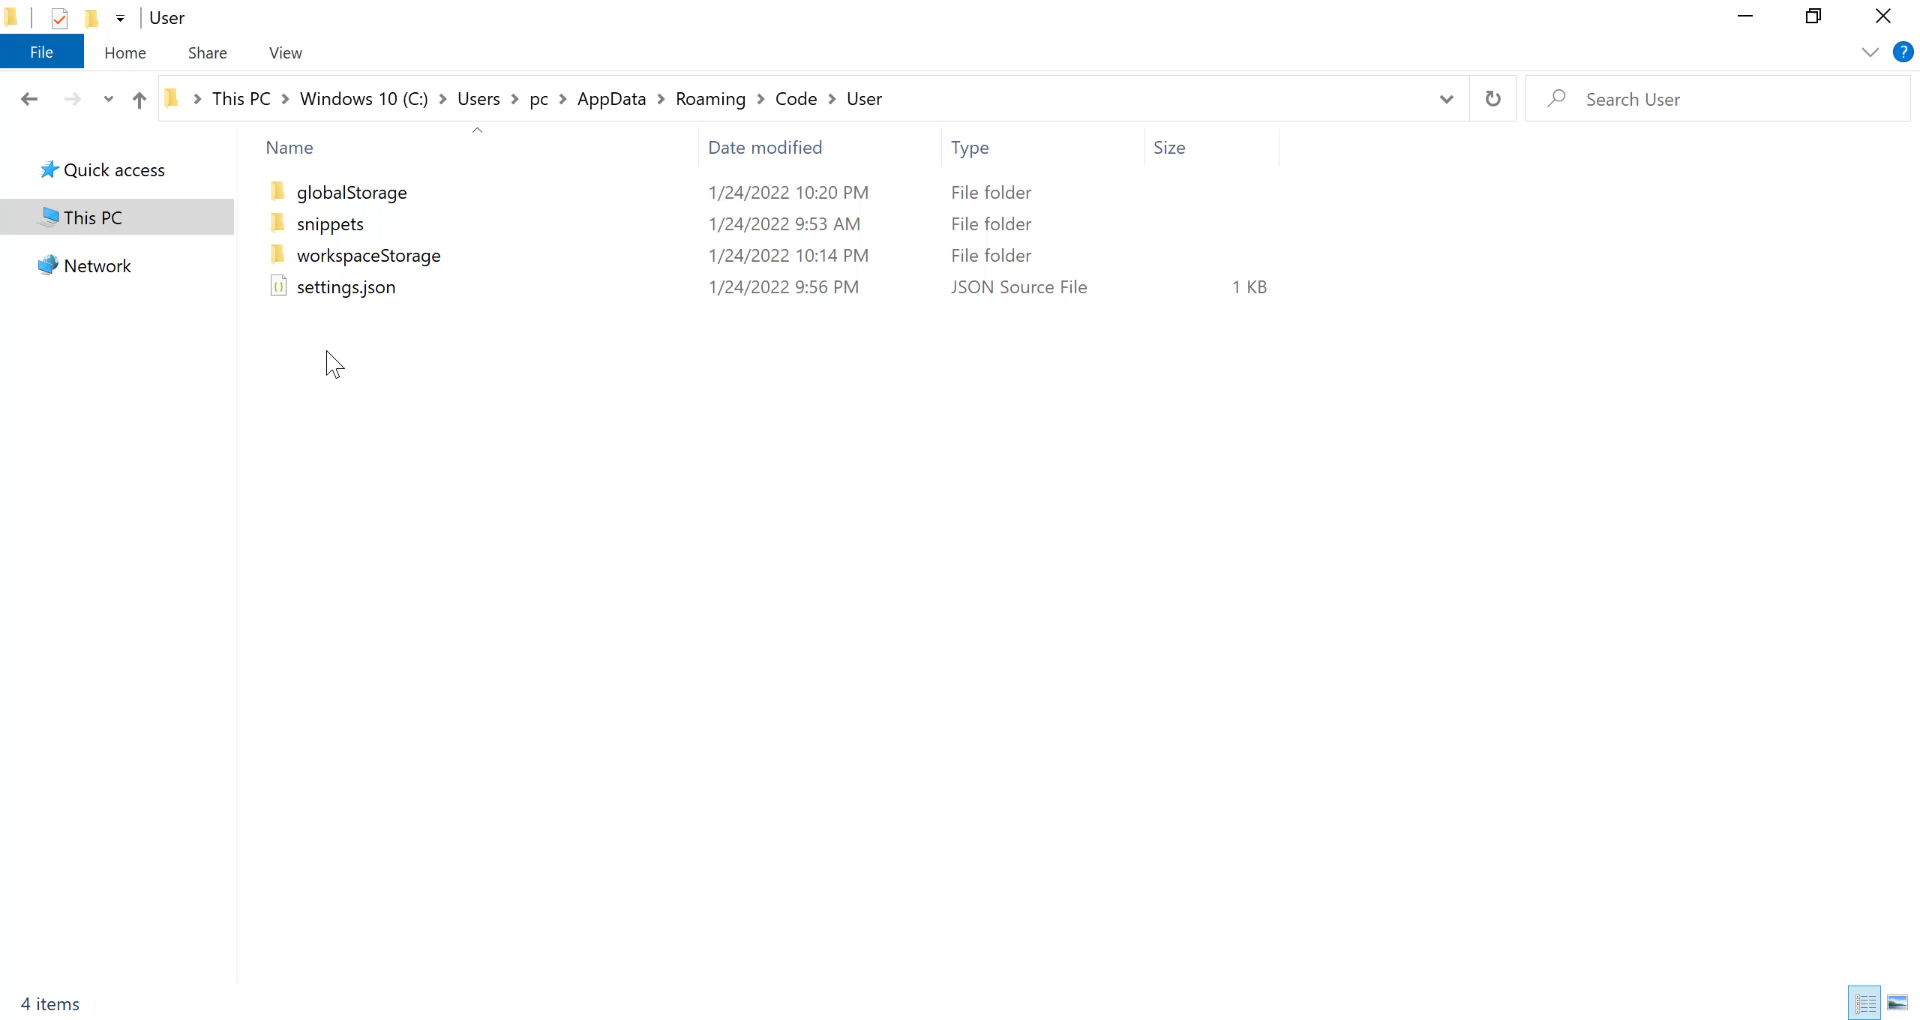 User
File Home Share View
This PC Windows 10 (C:) Users pc AppData Roaming Code User
Search User
Name Date modified Type Size
Quick access
This PC
Network
globalStorage 1/24/2022 10:20 PM File folder
snippets 1/24/2022 9:53 AM File folder
workspaceStorage 1/24/2022 10:14 PM File folder
settings.json 1/24/2022 9:56 PM JSON Source File 1 KB
4 items